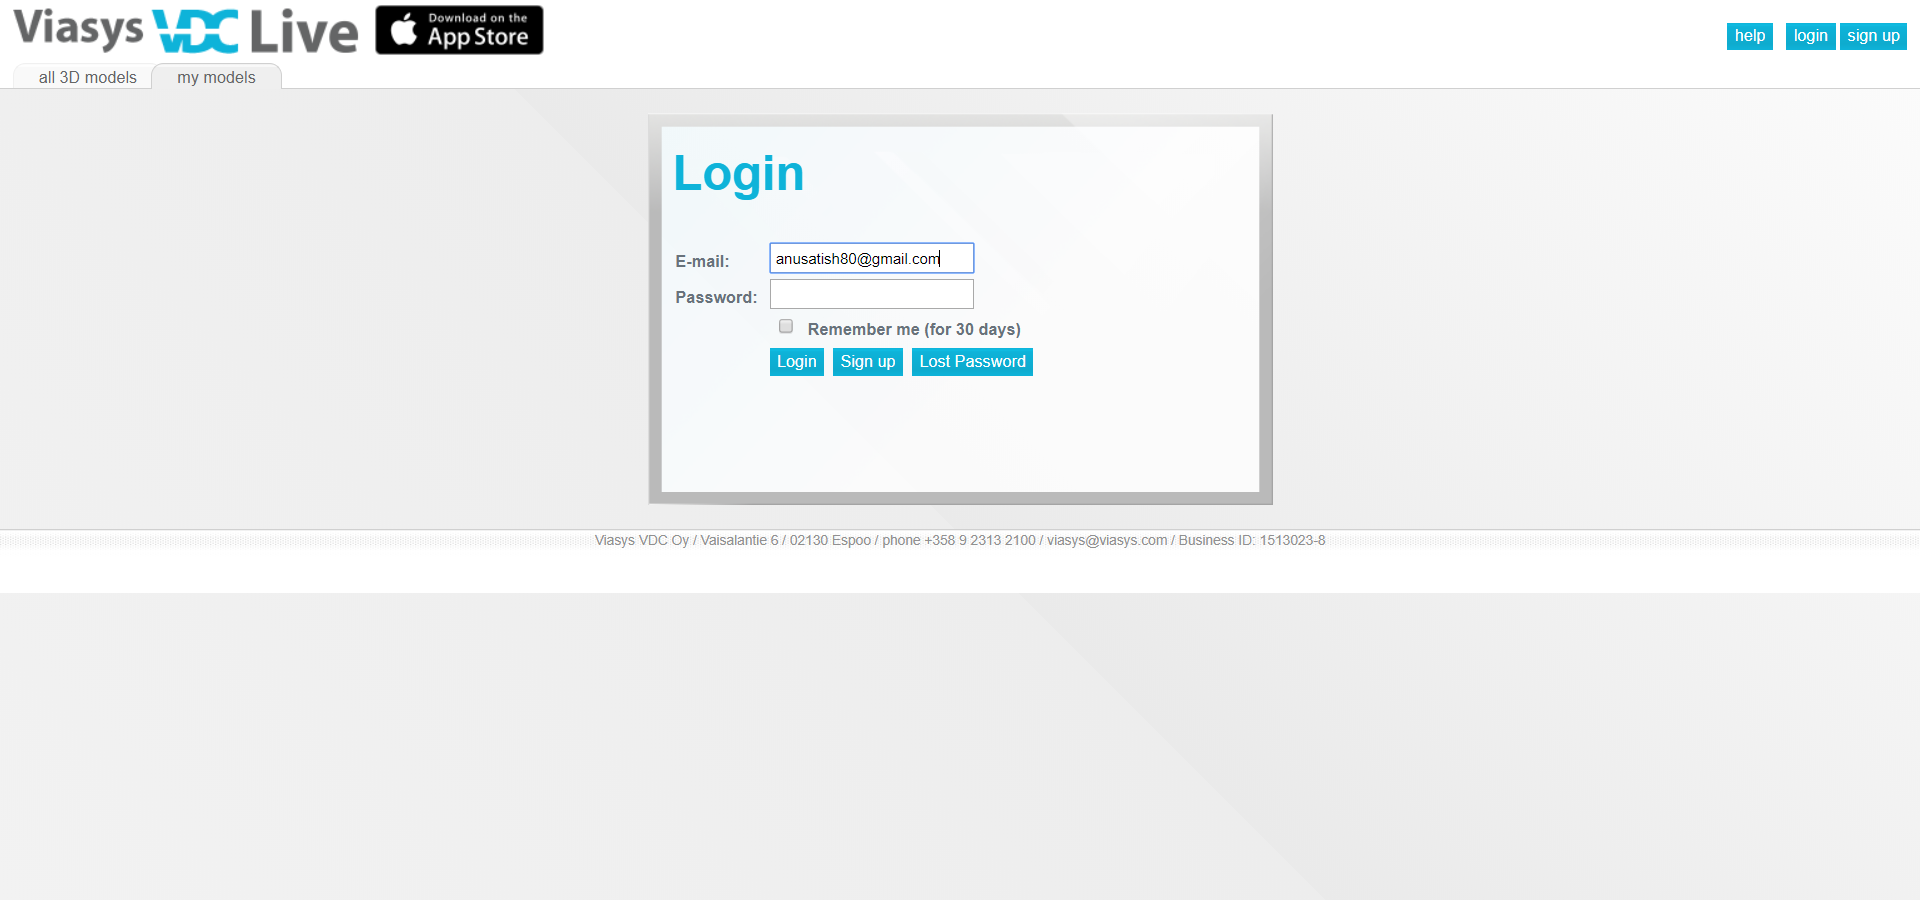 Viasys VDC Live
Download on the
App Store
help login sign up
all 3D models my models
Login
E-mail: anusatish80@gmail.com
Password:
Remember me (for 30 days)
Login Sign up Lost Password
Viasys VDC Oy / Vaisalantie 6 / 02130 Espoo / phone +358 9 2313 2100 / viasys@viasys.com / Business ID: 1513023-8